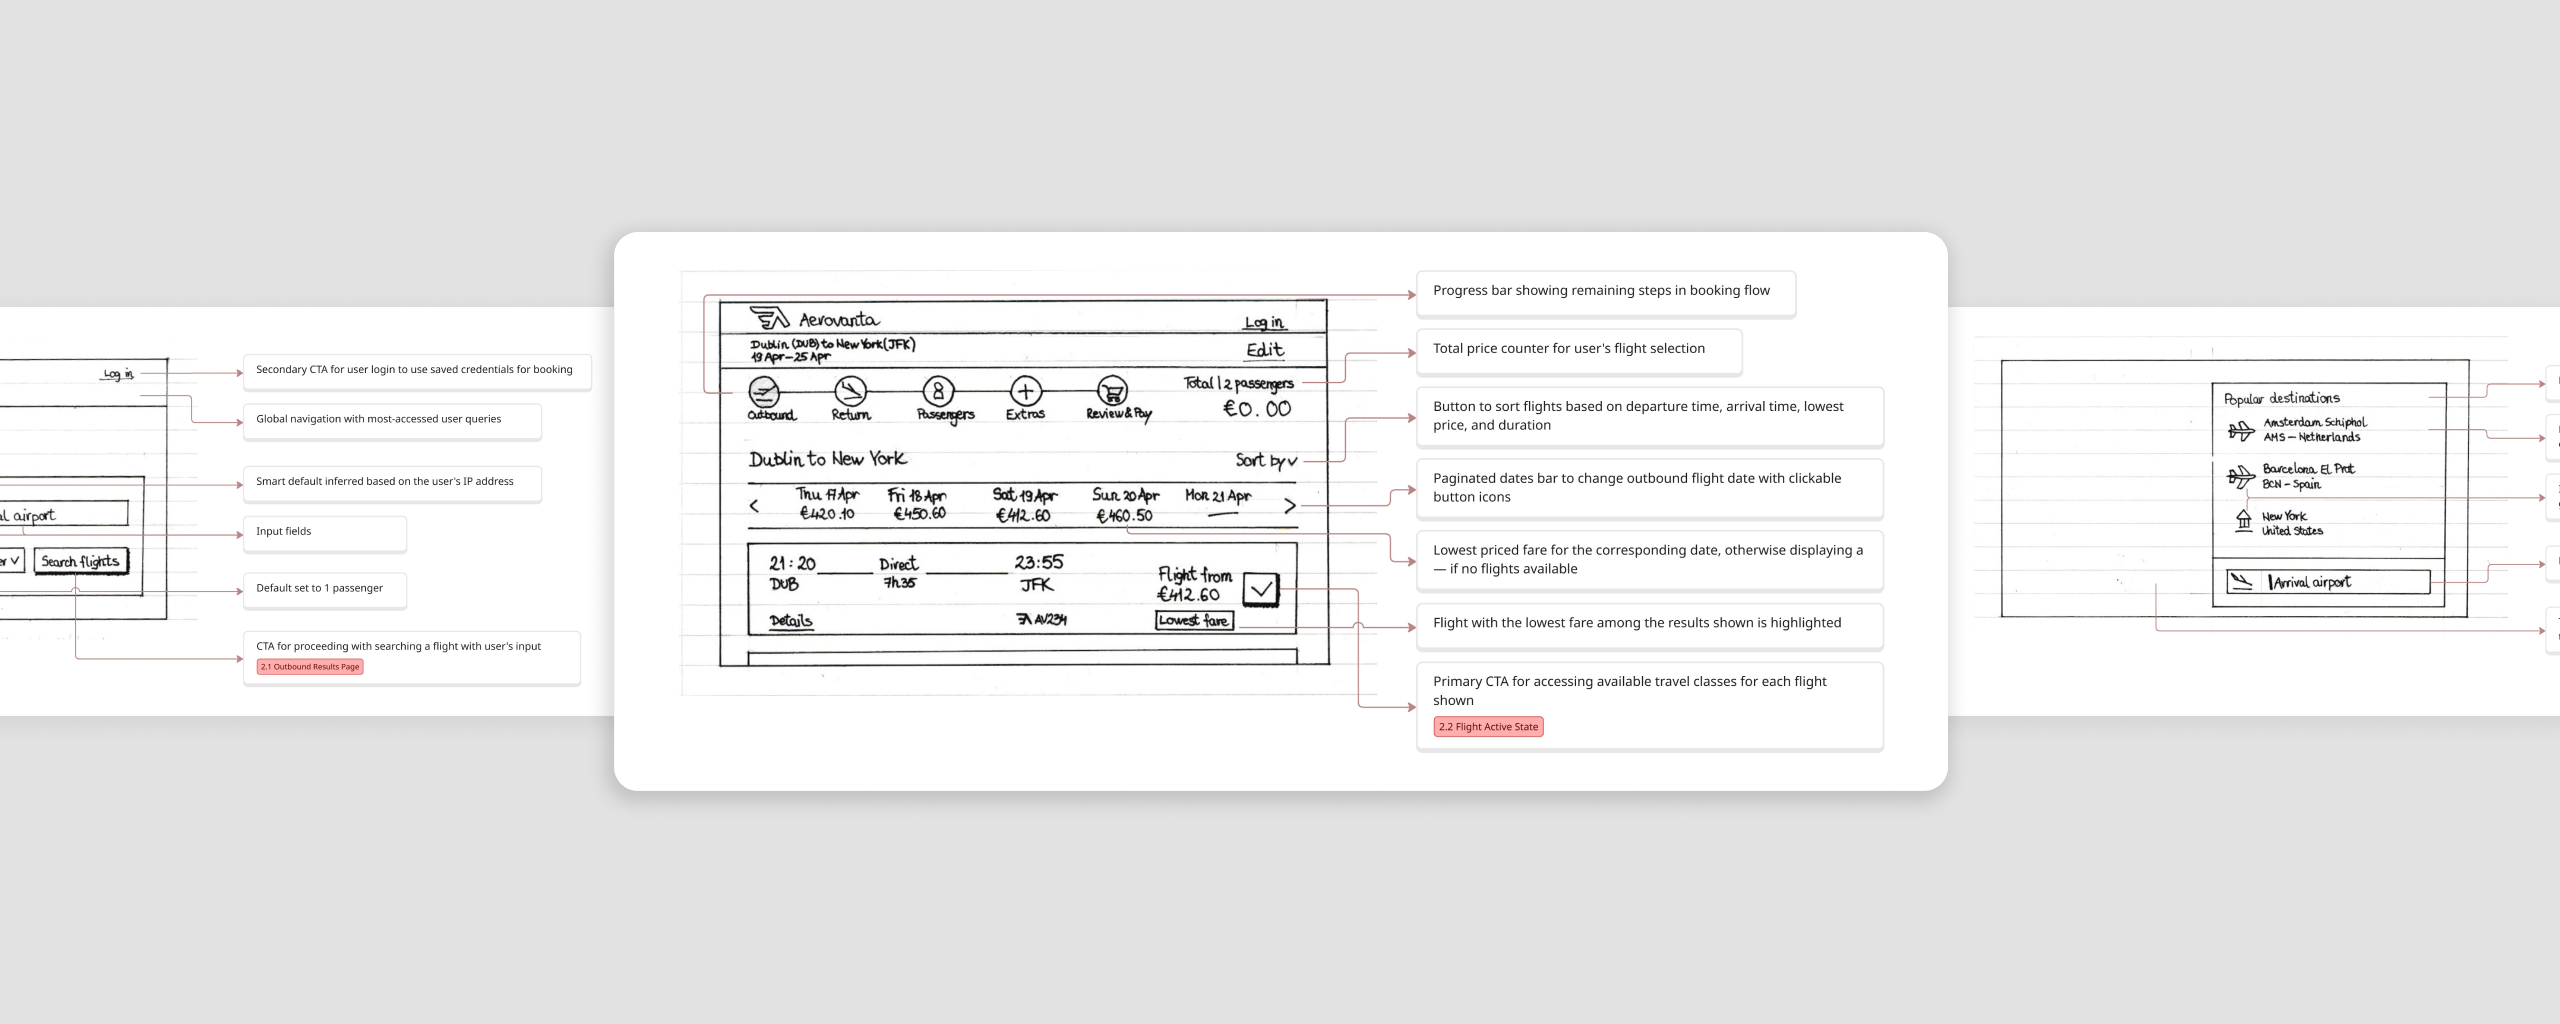 Log in
al airport
er
Search flights
Secondary CTA for user login to use saved credentials for booking
Global navigation with most-accessed user queries
Smart default inferred based on the user's IP address
Input fields
Default set to 1 passenger
CTA for proceeding with searching a flight with user's input
2.1 Outbound Results Page
Aerovanta
Log in
Dublin (DUB) to New York (JFK)
19 Apr–25 Apr
Edit
Outbound
Return
Passengers
Extras
Review & Pay
Total | 2 passengers
€0.00
Dublin to New York
Sort by
< Thu 17 Apr Fri 18 Apr Sat 19 Apr Sun 20 Apr Mon 21 Apr >
€420.10 €450.60 €412.60 €460.50 —
21:20 Direct 23:55
DUB 7h35 JFK
Flight from
€412.60
Details
AV234
Lowest fare
Progress bar showing remaining steps in booking flow
Total price counter for user's flight selection
Button to sort flights based on departure time, arrival time, lowest
price, and duration
Paginated dates bar to change outbound flight date with clickable
button icons
Lowest priced fare for the corresponding date, otherwise displaying a
— if no flights available
Flight with the lowest fare among the results shown is highlighted
Primary CTA for accessing available travel classes for each flight
shown
2.2 Flight Active State
Popular destinations
Amsterdam Schiphol
AMS – Netherlands
Barcelona El Prat
BCN – Spain
New York
United States
Arrival airport